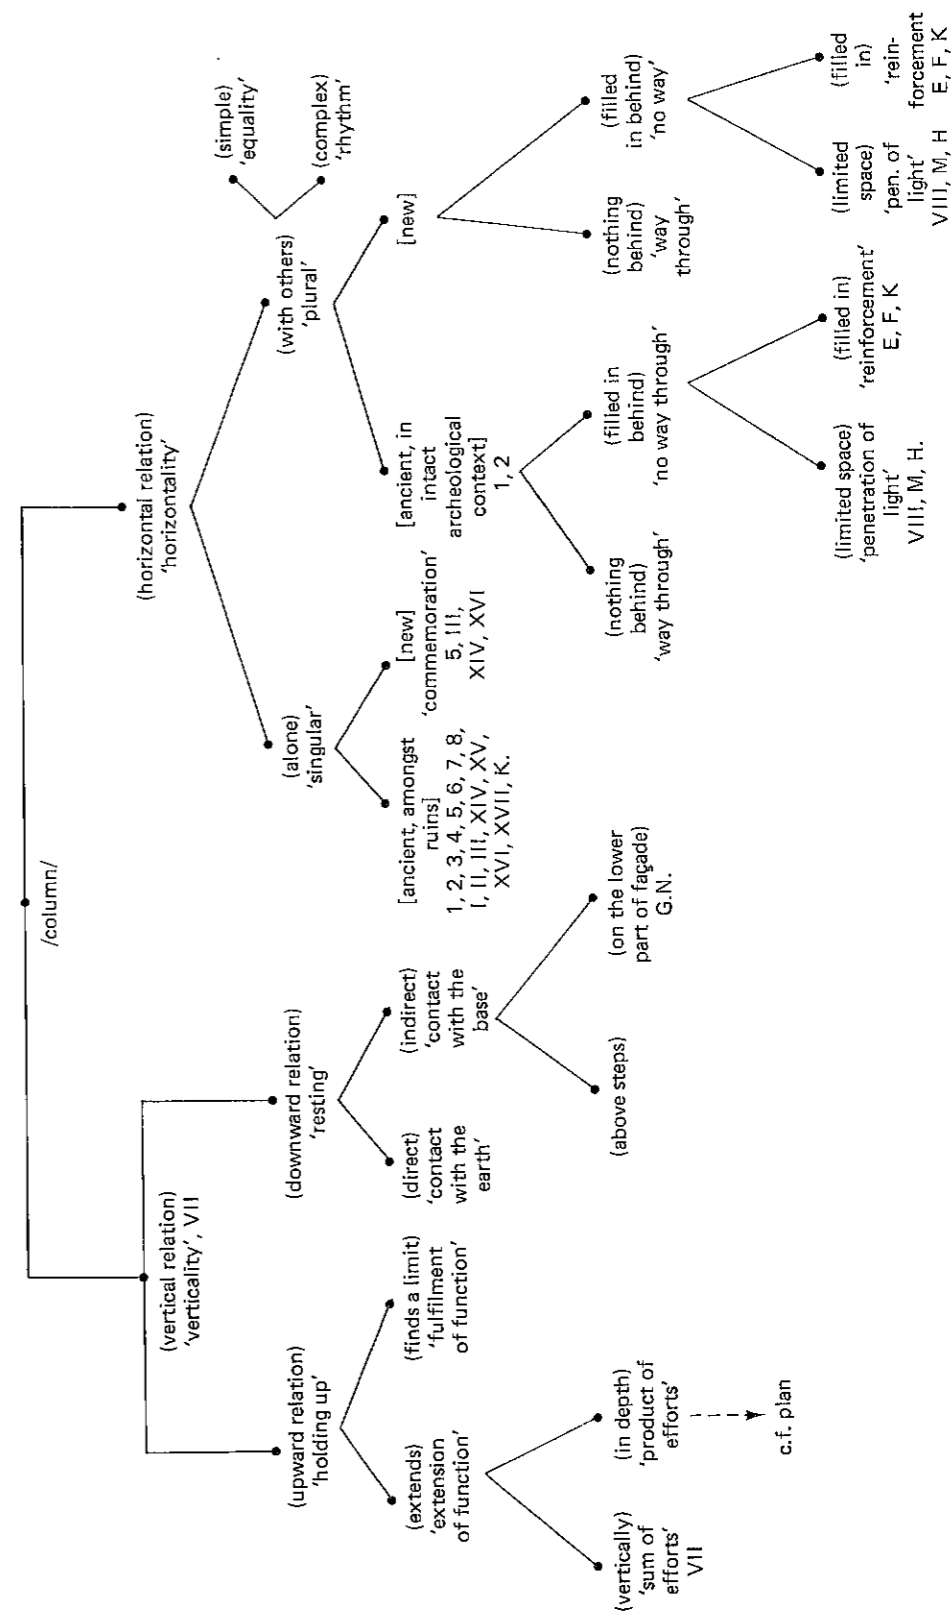 /column/
(vertical relation)
'verticality', VII
(upward relation)
'holding up'
(extends)
'extension
of function'
(vertically)
'sum of
efforts'
VII
(in depth)
'product of
efforts'
c.f. plan
(finds a limit)
'fulfilment
of function'
(downward relation)
'resting'
(direct)
'contact
with the
earth'
(indirect)
'contact
with the
base'
(above steps)
(on the lower
part of façade)
G.N.
(horizontal relation)
'horizontality'
(alone)
'singular'
[ancient, amongst
ruins]
1, 2, 3, 4, 5, 6, 7, 8,
I, II, III, XIV, XV,
XVI, XVII, K.
[new]
'commemoration'
5, III,
XIV, XVI
(with others)
'plural'
(simple)
'equality'
(complex)
'rhythm'
[ancient, in
intact
archeological
context]
1, 2
(nothing
behind)
'way through'
(filled in
behind)
'no way through'
(limited space)
'penetration of
light'
VIII, M, H.
(filled in)
'reinforcement'
E, F, K
[new]
(nothing
behind)
'way
through'
(filled
in behind)
'no way'
(limited
space)
'pen. of
light'
VIII, M, H
(filled
in)
'rein-
forcement
E, F, K